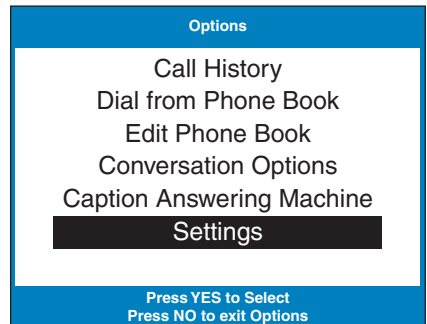 Options
Call History
Dial from Phone Book
Edit Phone Book
Conversation Options
Caption Answering Machine
Settings
Press YES to Select
Press NO to exit Options